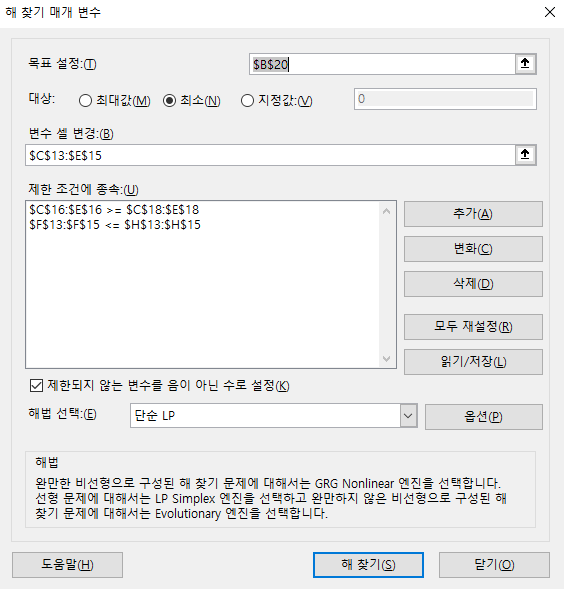 해 찾기 매개 변수
목표 설정:(T)
$B$20
대상:
최대값(M)
최소(N)
지정값:(V)
0
변수 셀 변경:(B)
$C$13:$E$15
제한 조건에 종속:(U)
$C$16:$E$16 >= $C$18:$E$18
$F$13:$F$15 <= $H$13:$H$15
추가(A)
변화(C)
삭제(D)
모두 재설정(R)
읽기/저장(L)
제한되지 않는 변수를 음이 아닌 수로 설정(K)
해법 선택:(E)
단순 LP
옵션(P)
해법
완만한 비선형으로 구성된 해 찾기 문제에 대해서는 GRG Nonlinear 엔진을 선택합니다.
선형 문제에 대해서는 LP Simplex 엔진을 선택하고 완만하지 않은 비선형으로 구성된 해
찾기 문제에 대해서는 Evolutionary 엔진을 선택합니다.
도움말(H)
해 찾기(S)
닫기(O)